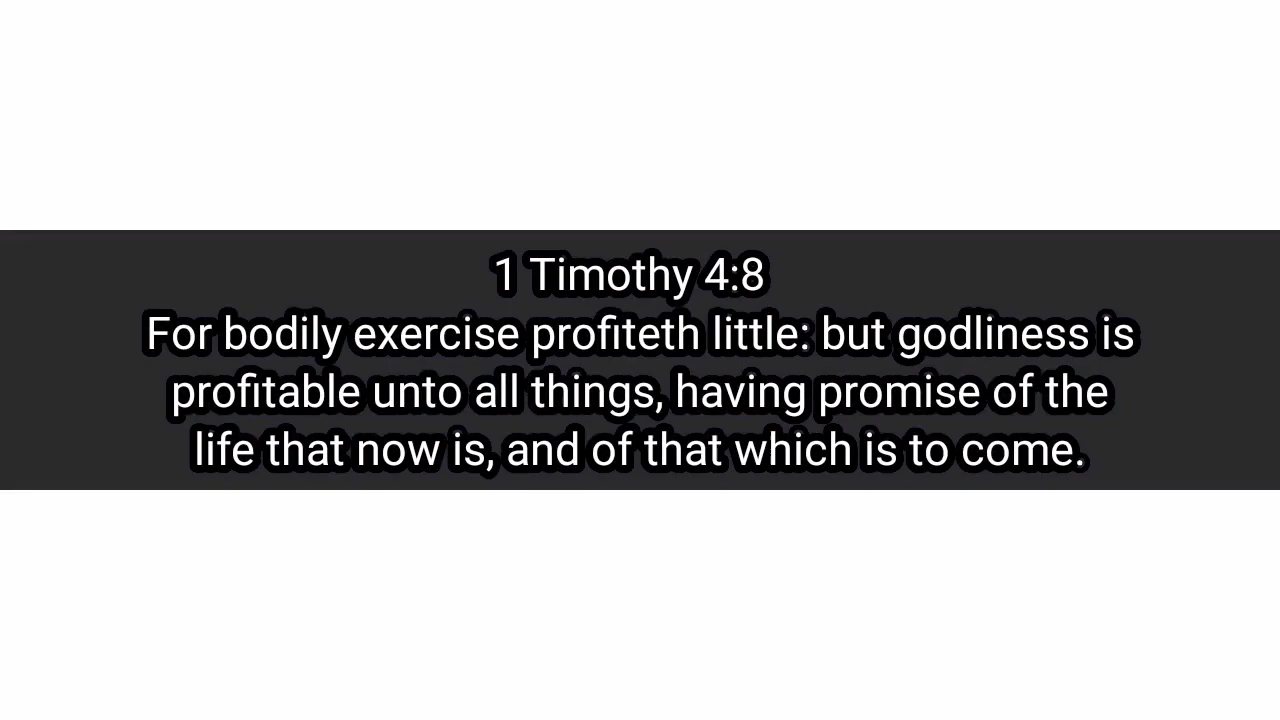 1 Timothy 4:8
For bodily exercise profiteth little: but godliness is
profitable unto all things, having promise of the
life that now is, and of that which is to come.